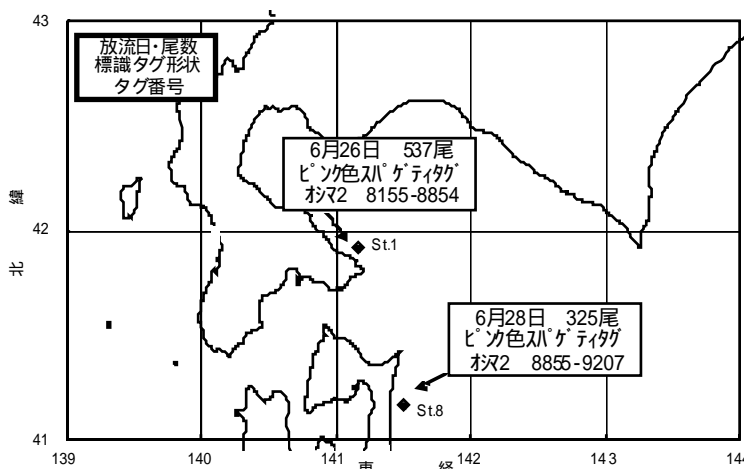 43
放流日・尾数
標識タグ形状
タグ番号
6月26日 537尾
ピンク色スパゲティタグ
オシマ2 8155-8854
42
St.1
6月28日 325尾
ピンク色スパゲティタグ
オシマ2 8855-9207
St.8
41
139
140
141
142
143
144
北
緯
東
経